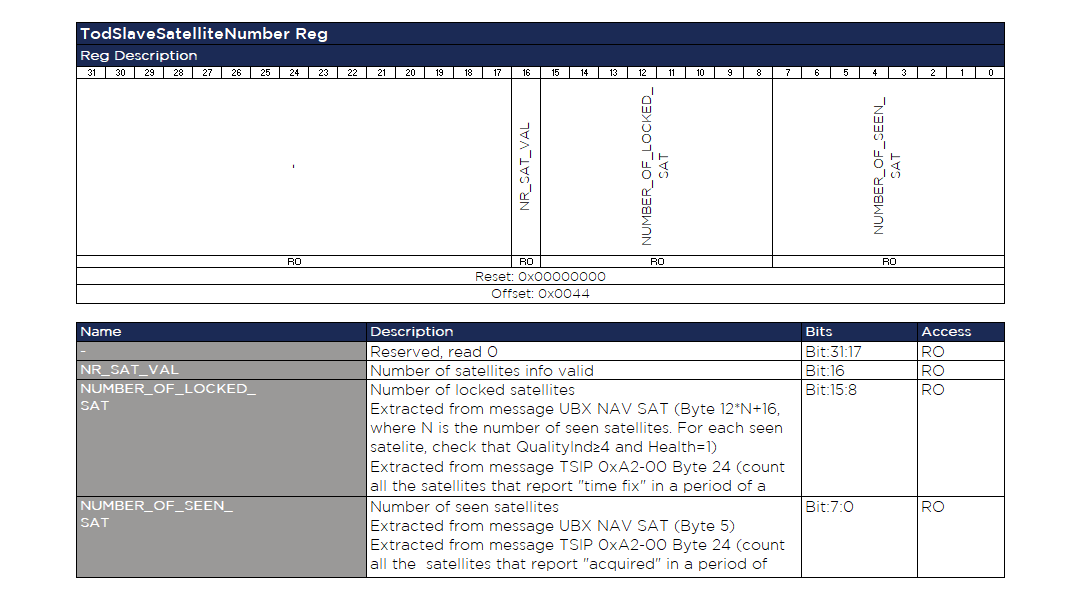 TodSlaveSatelliteNumber Reg
Reg Description
31 30 29 28 27 26 25 24 23 22 21 20 19 18 17 16 15 14 13 12 11 10 9 8 7 6 5 4 3 2 1 0
-
NR_SAT_VAL
NUMBER_OF_LOCKED_
SAT
NUMBER_OF_SEEN_
SAT
RO RO RO RO
Reset: 0x00000000
Offset: 0x0044
Name Description Bits Access
- Reserved, read 0 Bit:31:17 RO
NR_SAT_VAL Number of satellites info valid Bit:16 RO
NUMBER_OF_LOCKED_ Number of locked satellites Bit:15:8 RO
SAT Extracted from message UBX NAV SAT (Byte 12*N+16,
where N is the number of seen satellites. For each seen
satelite, check that QualityInd≥4 and Health=1)
Extracted from message TSIP 0xA2-00 Byte 24 (count
all the satellites that report "time fix" in a period of a
NUMBER_OF_SEEN_ Number of seen satellites Bit:7:0 RO
SAT Extracted from message UBX NAV SAT (Byte 5)
Extracted from message TSIP 0xA2-00 Byte 24 (count
all the satellites that report "acquired" in a period of